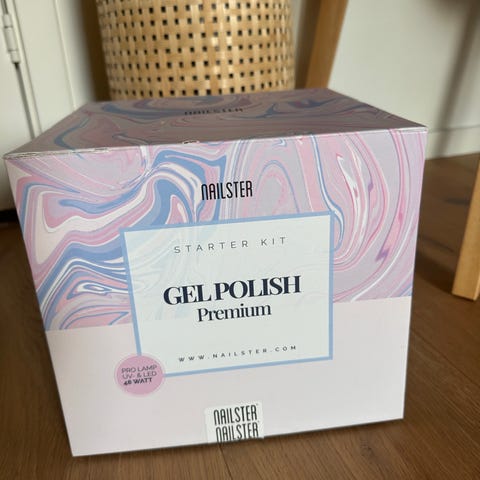 NAILSTER
NAILSTER
STARTER KIT
GEL POLISH
Premium
WWW.NAILSTER.COM
PRO LAMP
UV- & LED
48 WATT
NAILSTER
NAILSTER